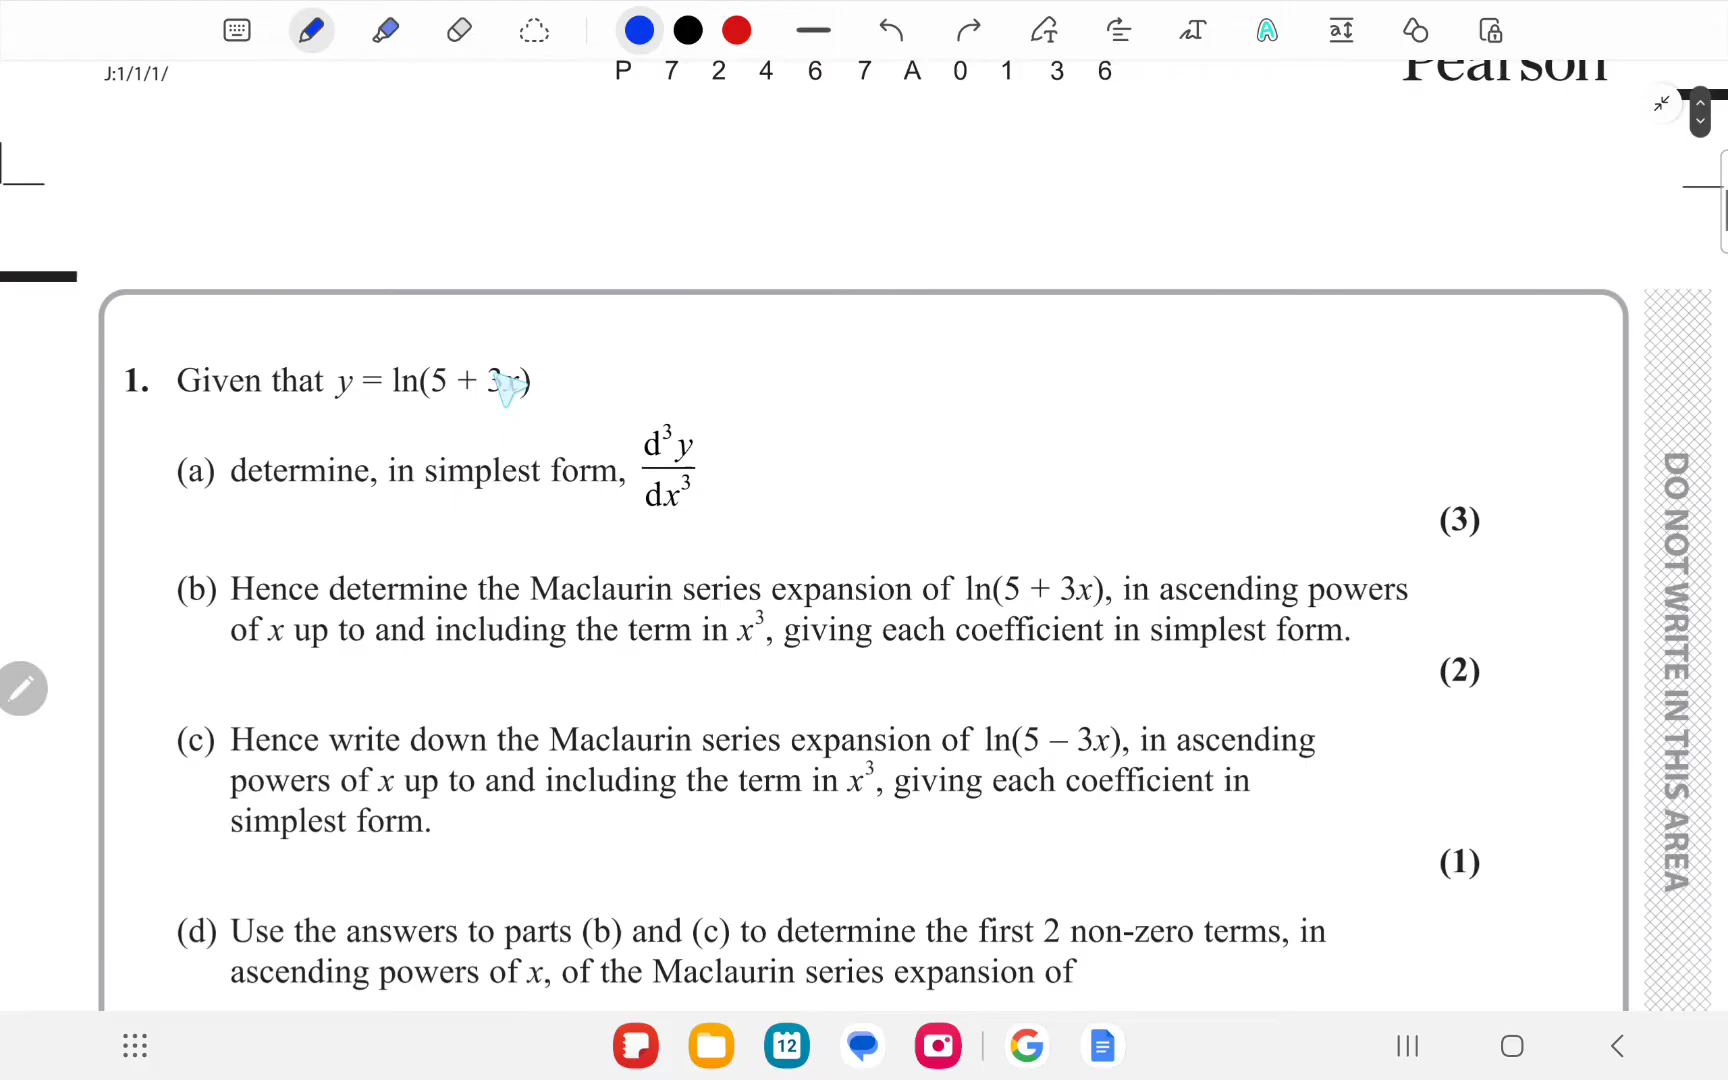 J:1/1/1/
P 7 2 4 6 7 A 0 1 3 6
Pearson
1. Given that y = ln(5 + 3x)
(a) determine, in simplest form, d³y/dx³
(3)
(b) Hence determine the Maclaurin series expansion of ln(5 + 3x), in ascending powers
of x up to and including the term in x³, giving each coefficient in simplest form.
(2)
(c) Hence write down the Maclaurin series expansion of ln(5 – 3x), in ascending
powers of x up to and including the term in x³, giving each coefficient in
simplest form.
(1)
(d) Use the answers to parts (b) and (c) to determine the first 2 non-zero terms, in
ascending powers of x, of the Maclaurin series expansion of
DO NOT WRITE IN THIS AREA
12